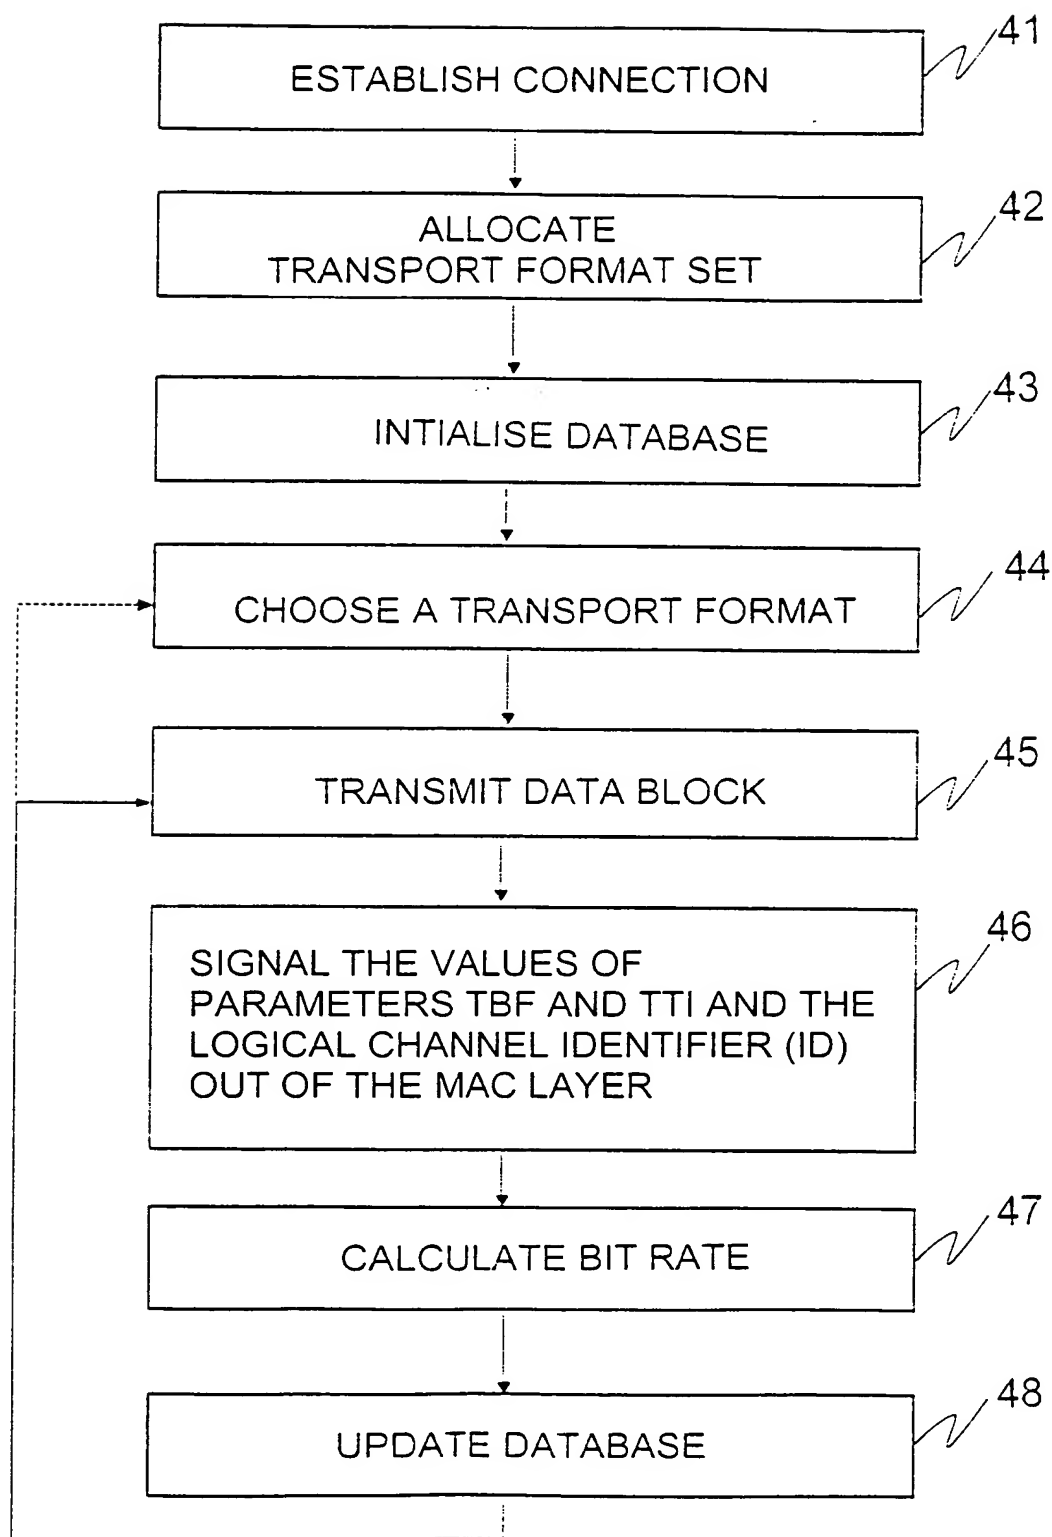 41
ESTABLISH CONNECTION
42
ALLOCATE
TRANSPORT FORMAT SET
43
INTIALISE DATABASE
44
CHOOSE A TRANSPORT FORMAT
45
TRANSMIT DATA BLOCK
46
SIGNAL THE VALUES OF
PARAMETERS TBF AND TTI AND THE
LOGICAL CHANNEL IDENTIFIER (ID)
OUT OF THE MAC LAYER
47
CALCULATE BIT RATE
48
UPDATE DATABASE